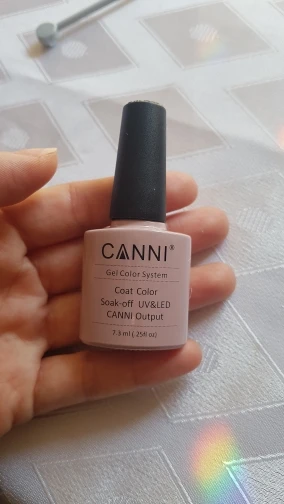 CANNI®
Gel Color System
Coat Color
Soak-off UV&LED
CANNI Output
7.3 ml (.25fl oz)